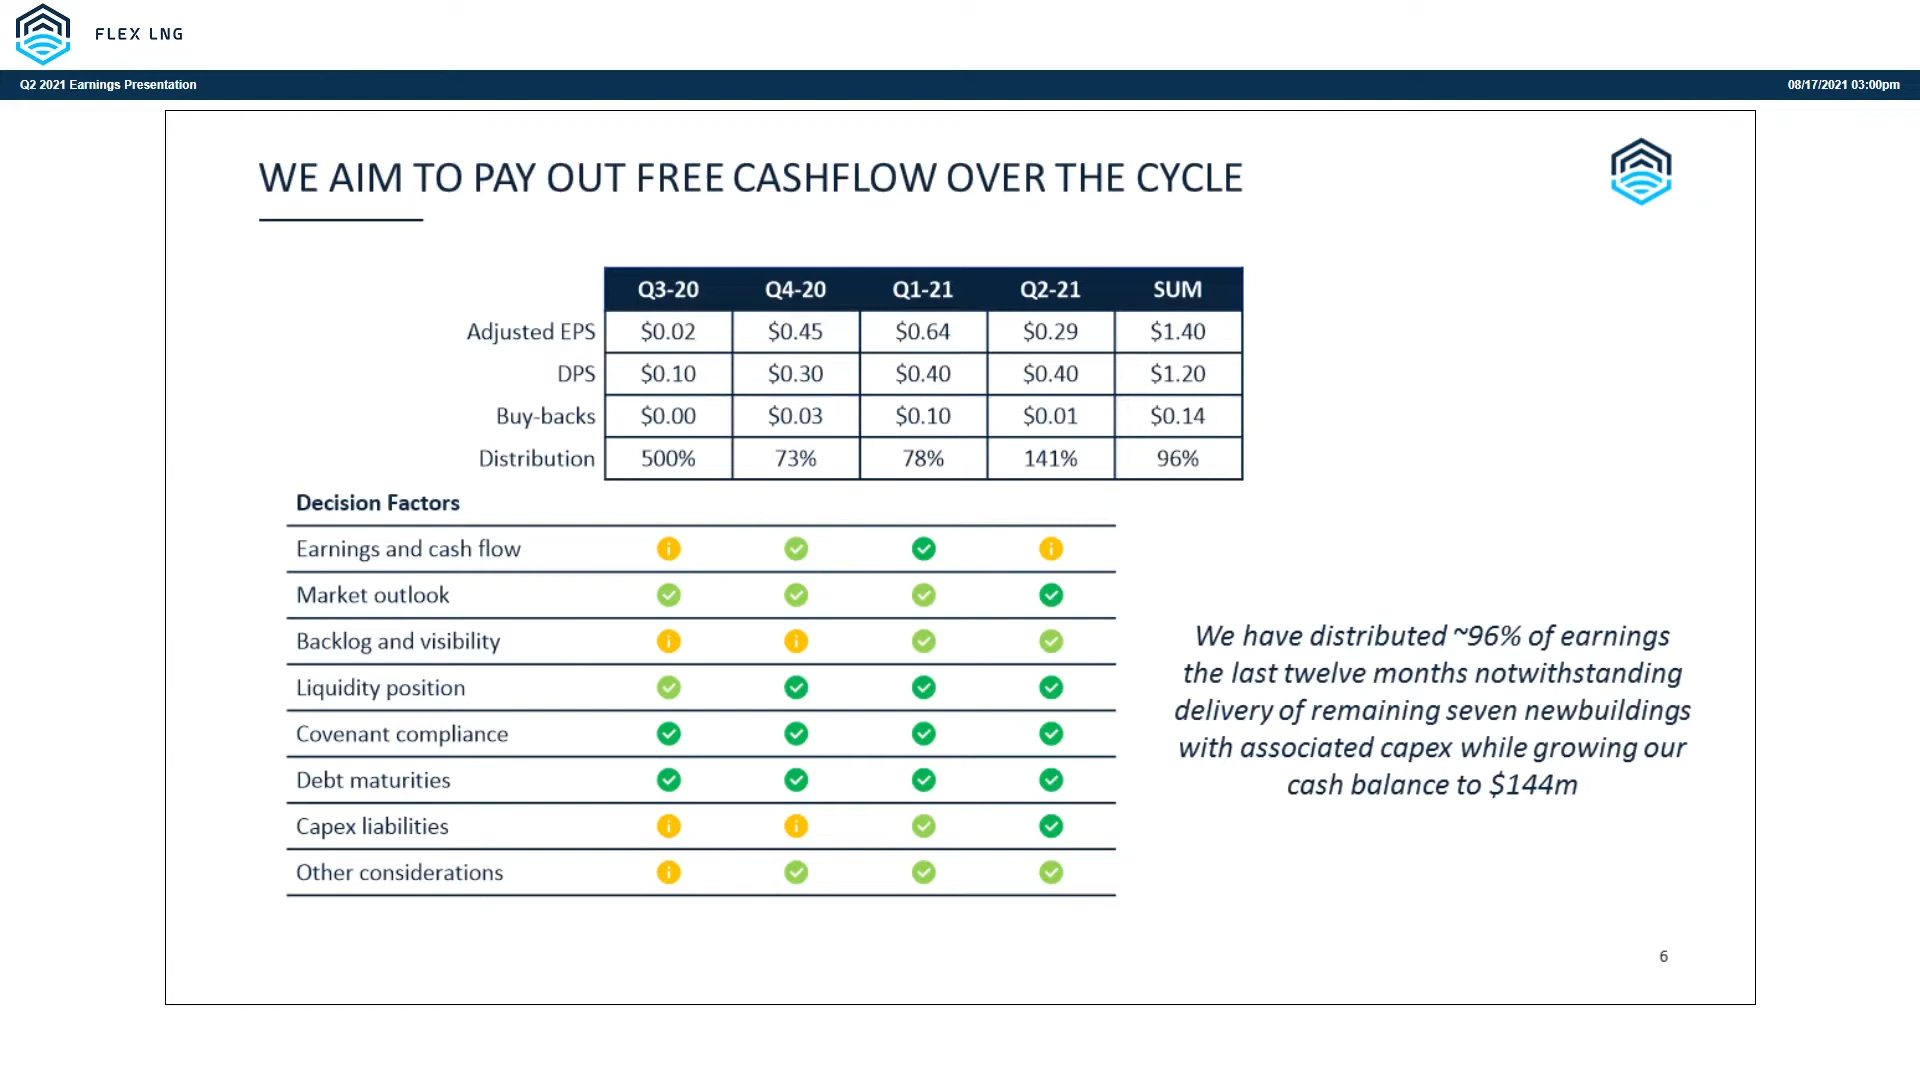 FLEX LNG
Q2 2021 Earnings Presentation 08/17/2021 03:00pm
WE AIM TO PAY OUT FREE CASHFLOW OVER THE CYCLE
Q3-20 Q4-20 Q1-21 Q2-21 SUM
Adjusted EPS $0.02 $0.45 $0.64 $0.29 $1.40
DPS $0.10 $0.30 $0.40 $0.40 $1.20
Buy-backs $0.00 $0.03 $0.10 $0.01 $0.14
Distribution 500% 73% 78% 141% 96%
Decision Factors
Earnings and cash flow
Market outlook
Backlog and visibility
Liquidity position
Covenant compliance
Debt maturities
Capex liabilities
Other considerations
We have distributed ~96% of earnings
the last twelve months notwithstanding
delivery of remaining seven newbuildings
with associated capex while growing our
cash balance to $144m
6